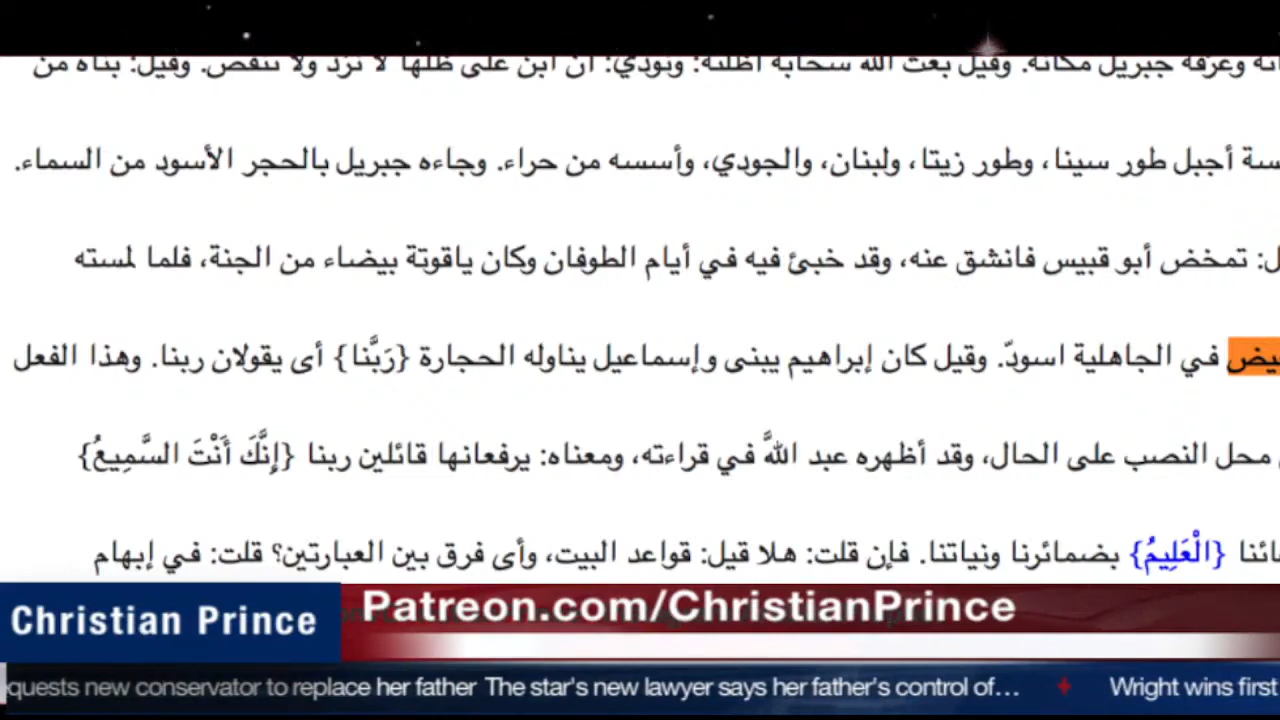 وعرفه جبريل مكانه. وقيل بعث الله سحابة أظلته: ونودي: أن ابن على ظلها لا تزد ولا تنقص. وقيل: بناه من
سة أجبل طور سينا، وطور زيتا، ولبنان، والجودي، وأسسه من حراء. وجاءه جبريل بالحجر الأسود من السماء.
ل: تمخض أبو قبيس فانشق عنه، وقد خبئ فيه في أيام الطوفان وكان ياقوتة بيضاء من الجنة، فلما لمسته
يض في الجاهلية اسودّ. وقيل كان إبراهيم يبنى وإسماعيل يناوله الحجارة {رَبَّنا} أى يقولان ربنا. وهذا الفعل
محل النصب على الحال، وقد أظهره عبد اللهَّ في قراءته، ومعناه: يرفعانها قائلين ربنا {إِنَّكَ أَنْتَ السَّمِيعُ}
ائنا {الْعَلِيمُ} بضمائرنا ونياتنا. فإن قلت: هلا قيل: قواعد البيت، وأى فرق بين العبارتين؟ قلت: في إبهام
Christian Prince
Patreon.com/ChristianPrince
quests new conservator to replace her father The star's new lawyer says her father's control of… Wright wins first